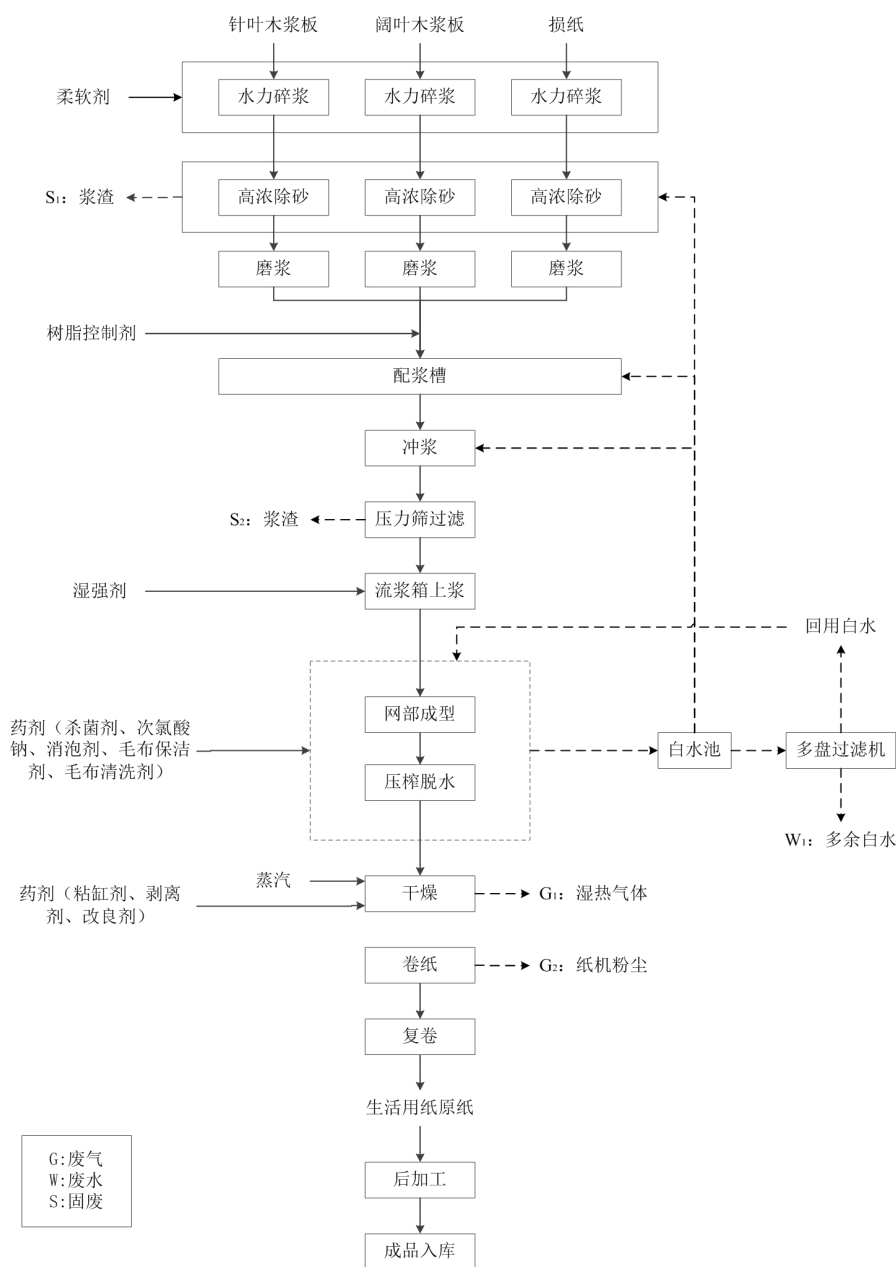 针叶木浆板
阔叶木浆板
损纸
柔软剂
水力碎浆
水力碎浆
水力碎浆
S₁：浆渣
高浓除砂
高浓除砂
高浓除砂
磨浆
磨浆
磨浆
树脂控制剂
配浆槽
冲浆
S₂：浆渣
压力筛过滤
湿强剂
流浆箱上浆
回用白水
网部成型
药剂（杀菌剂、次氯酸
钠、消泡剂、毛布保洁
剂、毛布清洗剂）
白水池
多盘过滤机
压榨脱水
W₁：多余白水
蒸汽
药剂（粘缸剂、剥离
剂、改良剂）
干燥
G₁：湿热气体
卷纸
G₂：纸机粉尘
复卷
生活用纸原纸
G:废气
W:废水
S:固废
后加工
成品入库